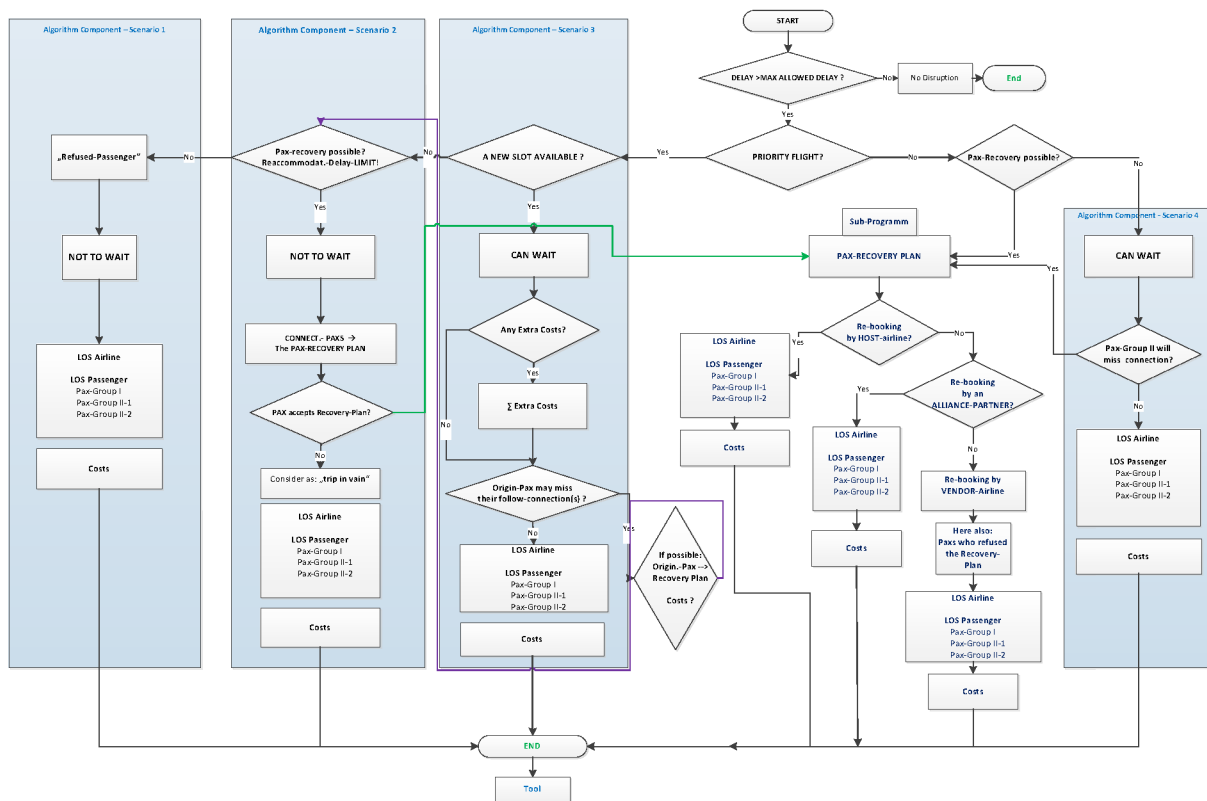 Algorithm Component – Scenario 1
Algorithm Component – Scenario 2
Algorithm Component – Scenario 3
START
DELAY >MAX ALLOWED DELAY ?
No
No Disruption
End
Yes
„Refused-Passenger“
No
Pax-recovery possible?
Reaccommodat.-Delay-LIMIT!
No
A NEW SLOT AVAILABLE ?
Yes
PRIORITY FLIGHT?
No
Pax-Recovery possible?
No
Yes
Yes
Yes
Algorithm Component - Scenario 4
Sub-Programm
NOT TO WAIT
NOT TO WAIT
CAN WAIT
PAX-RECOVERY PLAN
Yes
CAN WAIT
CONNECT.- PAXS →
The PAX-RECOVERY PLAN
Any Extra Costs?
Yes
No
Re-booking
by HOST-airline?
Yes
No
Pax-Group II will
miss connection?
No
LOS Airline
LOS Passenger
Pax-Group I
Pax-Group II-1
Pax-Group II-2
Costs
PAX accepts Recovery-Plan?
No
∑ Extra Costs
LOS Airline
LOS Passenger
Pax-Group I
Pax-Group II-1
Pax-Group II-2
Costs
Re-booking
by an
ALLIANCE-PARTNER?
Yes
No
LOS Airline
LOS Passenger
Pax-Group I
Pax-Group II-1
Pax-Group II-2
Costs
LOS Airline
LOS Passenger
Pax-Group I
Pax-Group II-1
Pax-Group II-2
Costs
Consider as: „trip in vain“
LOS Airline
LOS Passenger
Pax-Group I
Pax-Group II-1
Pax-Group II-2
Costs
Origin-Pax may miss
their follow-connection(s) ?
Yes
No
LOS Airline
LOS Passenger
Pax-Group I
Pax-Group II-1
Pax-Group II-2
Costs
If possible:
Origin.-Pax -->
Recovery Plan
Costs ?
Re-booking by
VENDOR-Airline
Here also:
Paxs who refused
the Recovery-
Plan
LOS Airline
LOS Passenger
Pax-Group I
Pax-Group II-1
Pax-Group II-2
Costs
END
Tool